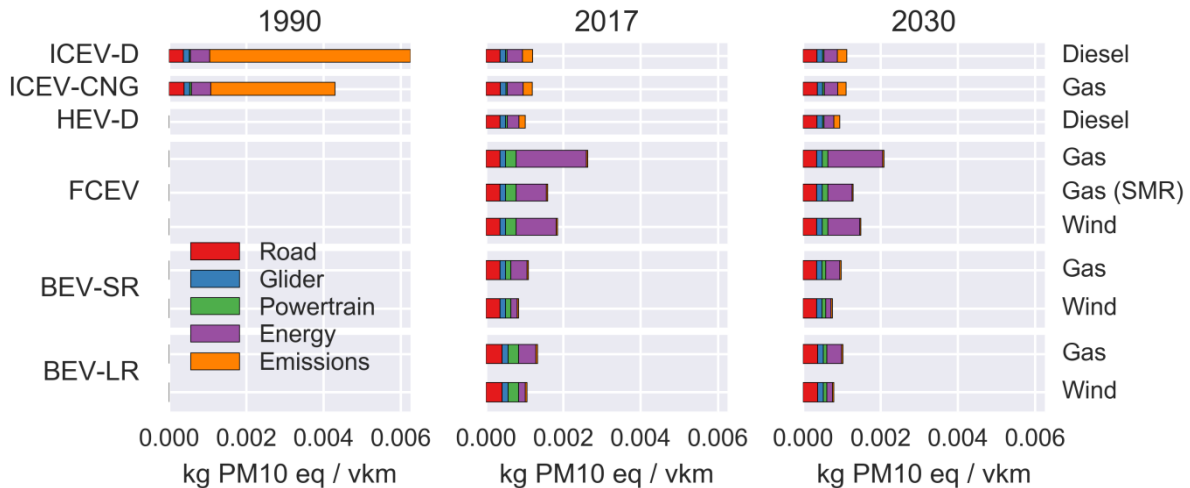 1990 2017 2030
ICEV-D Diesel
ICEV-CNG Gas
HEV-D Diesel
Gas
FCEV Gas (SMR)
Wind
Road
Glider
Powertrain
Energy
Emissions
BEV-SR Gas
Wind
BEV-LR Gas
Wind
0.000 0.002 0.004 0.006 0.000 0.002 0.004 0.006 0.000 0.002 0.004 0.006
kg PM10 eq / vkm kg PM10 eq / vkm kg PM10 eq / vkm